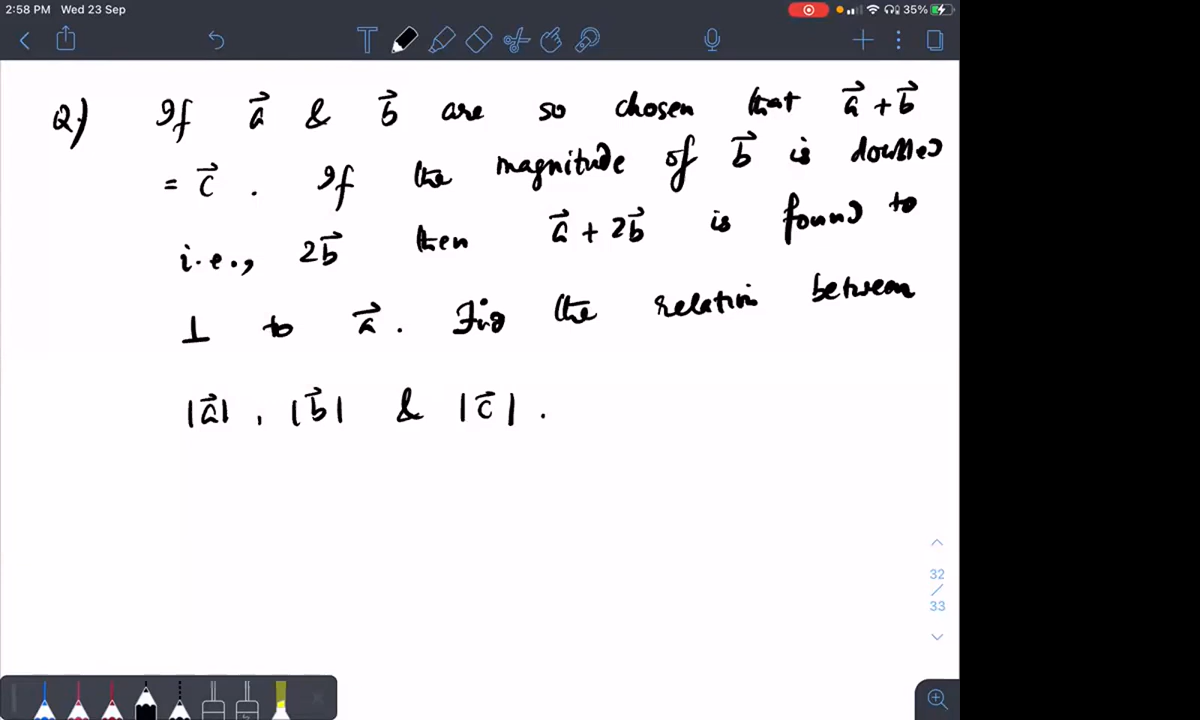 2:58 PM Wed 23 Sep 35%
Q) If a⃗ & b⃗ are so chosen that a⃗ + b⃗
= c⃗ . If the magnitude of b⃗ is doubled
i.e., 2b⃗ then a⃗ + 2b⃗ is found to
⊥ to a⃗ . Find the relation between
|a⃗| , |b⃗| & |c⃗| .
32
/
33